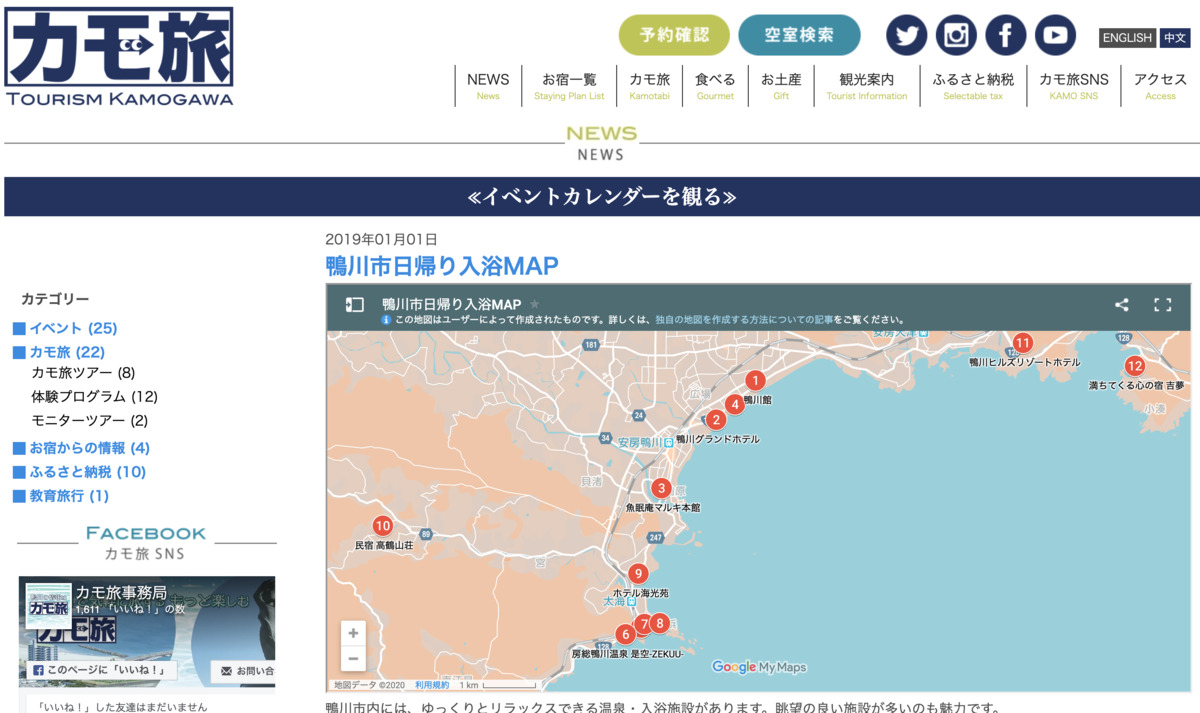 カモ旅
TOURISM KAMOGAWA
予約確認
空室検索
ENGLISH
中文
NEWS
News
お宿一覧
Staying Plan List
カモ旅
Kamotabi
食べる
Gourmet
お土産
Gift
観光案内
Tourist Information
ふるさと納税
Selectable tax
カモ旅SNS
KAMO SNS
アクセス
Access
NEWS
NEWS
≪イベントカレンダーを観る≫
カテゴリー
イベント (25)
カモ旅 (22)
カモ旅ツアー (8)
体験プログラム (12)
モニターツアー (2)
お宿からの情報 (4)
ふるさと納税 (10)
教育旅行 (1)
FACEBOOK
カモ旅 SNS
カモ旅事務局
1,611 「いいね！」の数
もっと楽しむ
カモ旅
カモ旅
このページに「いいね！」
お問い合
「いいね！」した友達はまだいません
2019年01月01日
鴨川市日帰り入浴MAP
鴨川市日帰り入浴MAP
この地図はユーザーによって作成されたものです。詳しくは、独自の地図を作成する方法についての記事をご覧ください。
181
安房天津
11
128
鴨川ヒルズリゾートホテル
128
12
満ちてくる心の宿 吉夢
小湊
1
広場
鴨川館
4
24
2
34
安房鴨川
鴨川グランドホテル
貝渚
3
魚眠庵マルキ本館
10
89
民宿 高鶴山荘
247
宮
9
ホテル海光苑
太海
7
8
6
128
房総鴨川温泉 是空-ZEKUU-
Google My Maps
+
−
地図データ ©2020
利用規約
1 km
鴨川市内には、ゆっくりとリラックスできる温泉・入浴施設があります。眺望の良い施設が多いのも魅力です。